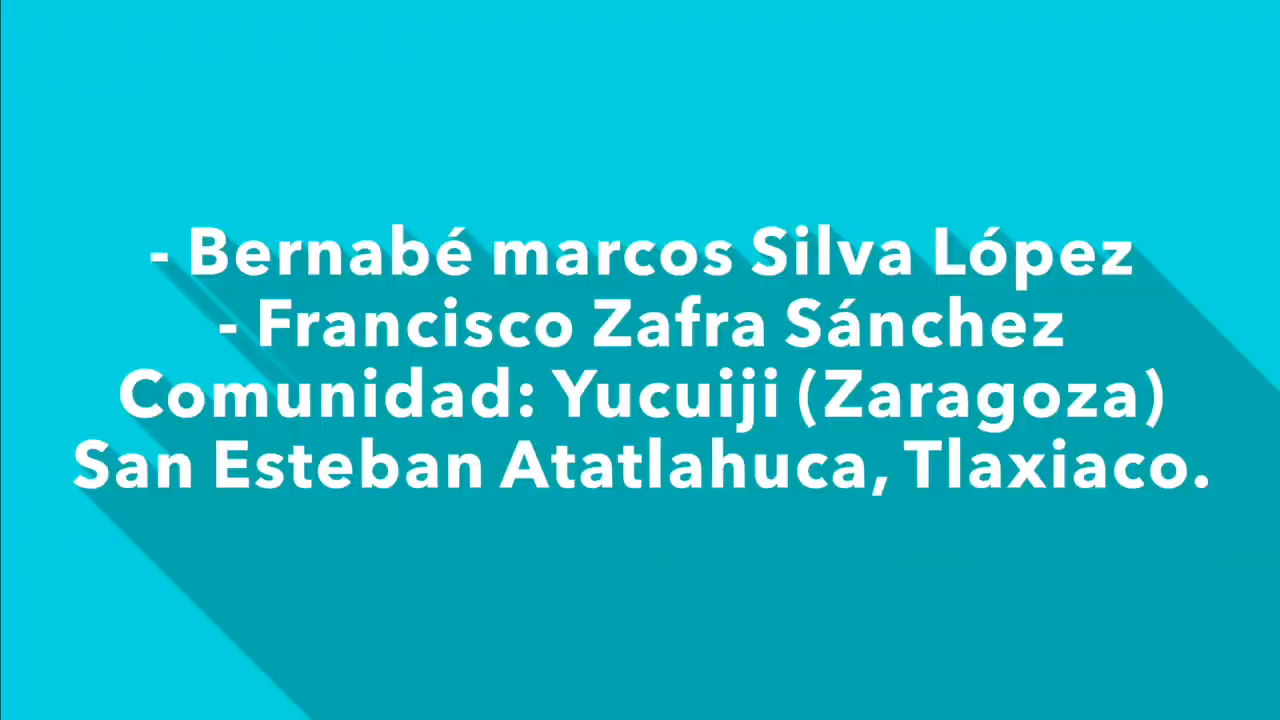 - Bernabé marcos Silva López
- Francisco Zafra Sánchez
Comunidad: Yucuiji (Zaragoza)
San Esteban Atatlahuca, Tlaxiaco.